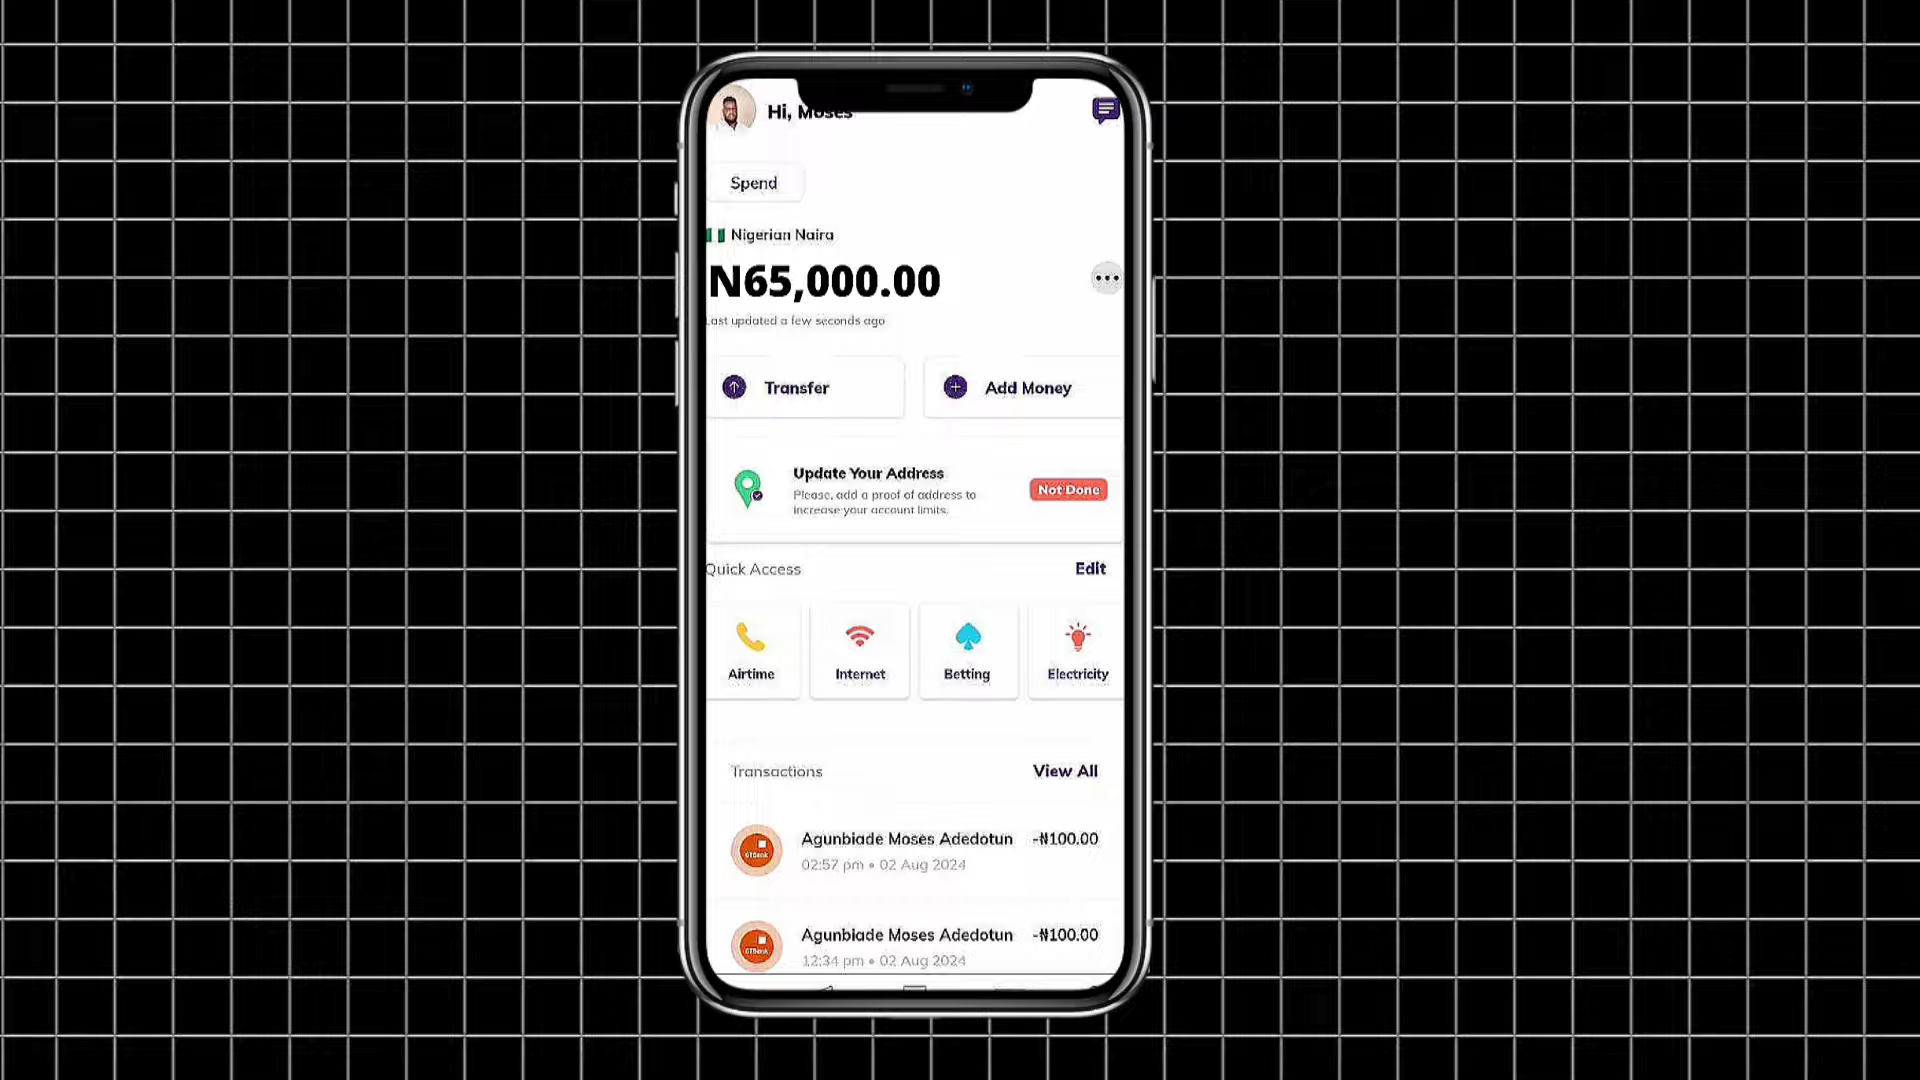 Hi, Moses
Spend
Nigerian Naira
N65,000.00
Last updated a few seconds ago
Transfer
Add Money
Update Your Address
Please, add a proof of address to
increase your account limits.
Not Done
Quick Access
Edit
Airtime
Internet
Betting
Electricity
Transactions
View All
GTBank
Agunbiade Moses Adedotun -₦100.00
02:57 pm • 02 Aug 2024
GTBank
Agunbiade Moses Adedotun -₦100.00
12:34 pm • 02 Aug 2024